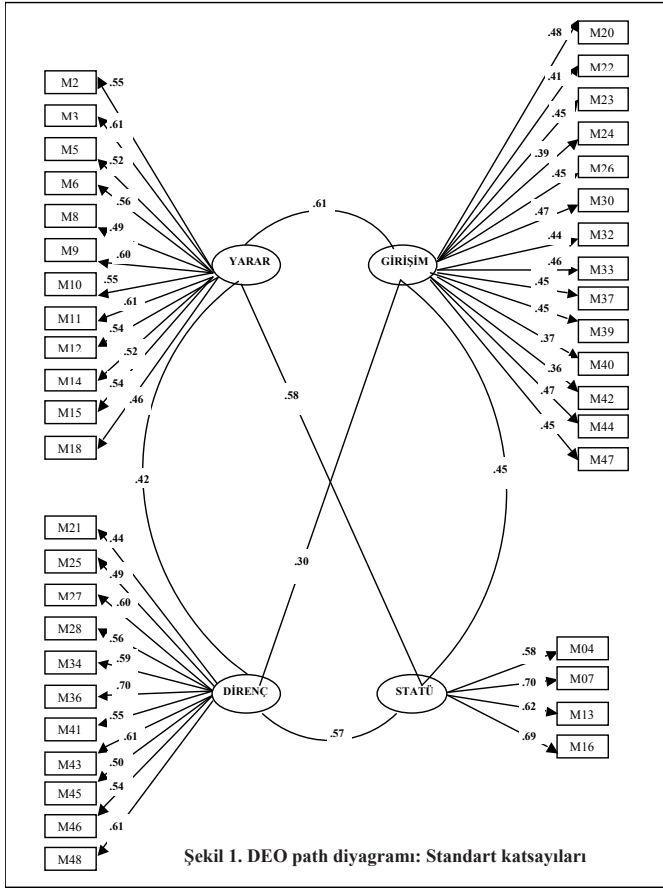 M2 .55
M3 .61
M5 .52
M6 .56
M8 .49
M9 .60
M10 .55
M11 .61
M12 .54
M14 .52
M15 .54
M18 .46
.48 M20
.41 M22
.45 M23
.39 M24
.45 M26
.47 M30
.44 M32
.46 M33
.45 M37
.45 M39
.37 M40
.36 M42
.47 M44
.45 M47
.61
YARAR
GİRİŞİM
.58
.42
.45
.30
M21 .44
M25 .49
M27 .60
M28 .56
M34 .59
M36 .70
M41 .55
M43 .61
M45 .50
M46 .54
M48 .61
DİRENÇ
STATÜ
.57
.58 M04
.70 M07
.62 M13
.69 M16
Şekil 1. DEO path diyagramı: Standart katsayıları